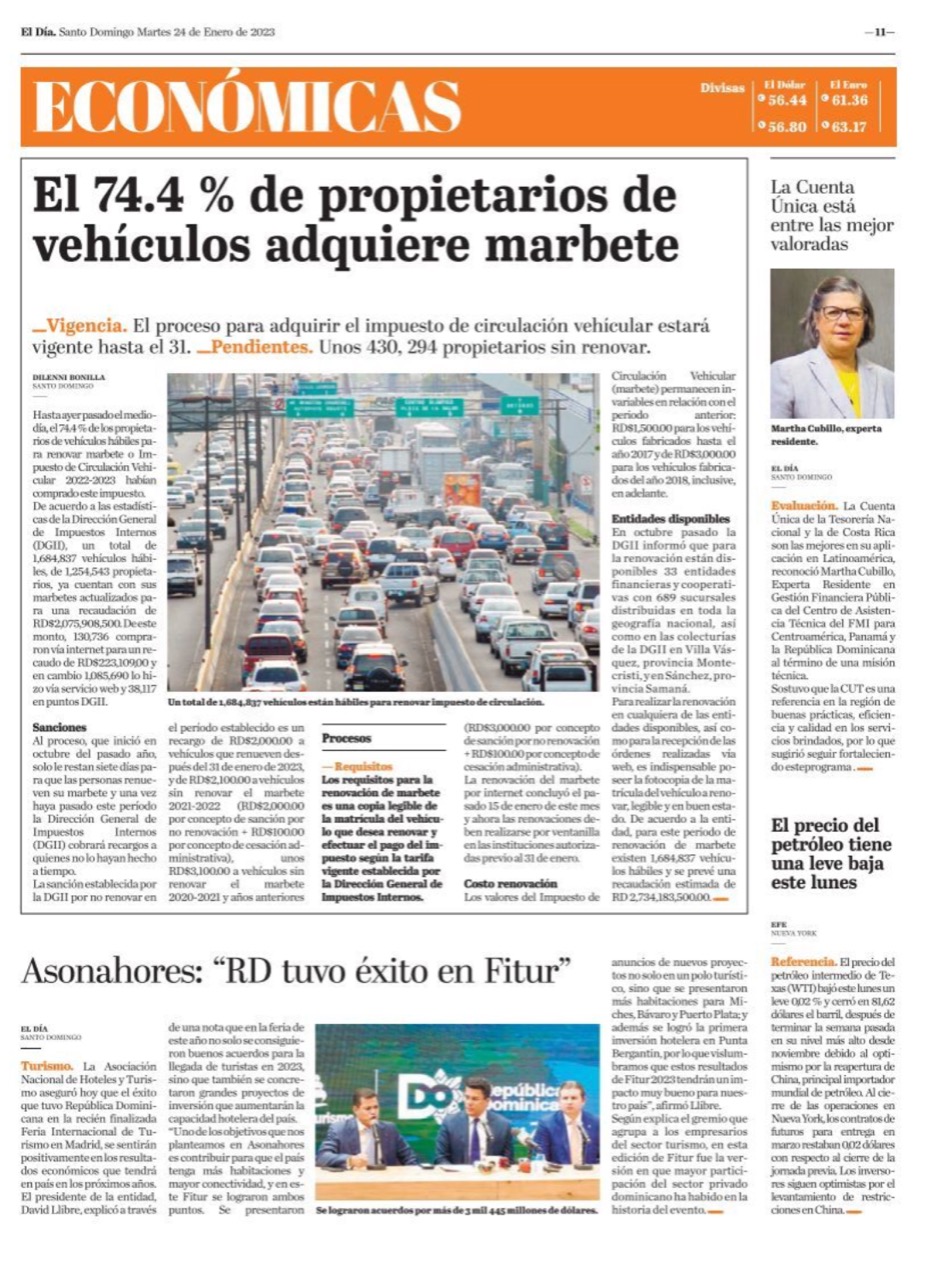 El Día. Santo Domingo Martes 24 de Enero de 2023
—11—
ECONÓMICAS
Divisas
El Dólar
56.44
56.80
El Euro
61.36
63.17
El 74.4 % de propietarios de
vehículos adquiere marbete
_Vigencia. El proceso para adquirir el impuesto de circulación vehicular estará
vigente hasta el 31. _Pendientes. Unos 430, 294 propietarios sin renovar.
DILENNI BONILLA
SANTO DOMINGO
Hasta ayer pasado el medio-
día, el 74.4 % de los propieta-
rios de vehículos hábiles pa-
ra renovar marbete o Im-
puesto de Circulación Vehi-
cular 2022-2023 habían
comprado este impuesto.
De acuerdo a las estadísti-
cas de la Dirección General
de Impuestos Internos
(DGII), un total de
1,684,837 vehículos hábi-
les, de 1,254,543 propieta-
rios, ya cuentan con sus
marbetes actualizados pa-
ra una recaudación de
RD$2,075,908,500. De este
monto, 130,736 compra-
ron vía internet para un re-
caudo de RD$223,109,00 y
en cambio 1,085,690 lo hi-
zo vía servicio web y 38,117
en puntos DGII.
Un total de 1,684,837 vehículos están hábiles para renovar impuesto de circulación.
Sanciones
Al proceso, que inició en
octubre del pasado año,
solo le restan siete días pa-
ra que las personas renue-
ven su marbete y una vez
haya pasado este período
la Dirección General de
Impuestos Internos
(DGII) cobrará recargos a
quienes no lo hayan hecho
a tiempo.
La sanción establecida por
la DGII por no renovar en
el período establecido es un
recargo de RD$2,000.00 a
vehículos que renueven des-
pués del 31 de enero de 2023,
y de RD$2,100.00 a vehículos
sin renovar el marbete
2021-2022 (RD$2,000.00
por concepto de sanción por
no renovación + RD$100.00
por concepto de cesación ad-
ministrativa), unos
RD$3,100.00 a vehículos sin
renovar el marbete
2020-2021 y años anteriores
Procesos
— Requisitos
Los requisitos para la
renovación de marbete
es una copia legible de
la matrícula del vehícu-
lo que desea renovar y
efectuar el pago del im-
puesto según la tarifa
vigente establecida por
la Dirección General de
Impuestos Internos.
(RD$3,000.00 por concepto
de sanción por no renovación
+ RD$100.00 por concepto de
cesación administrativa).
La renovación del marbete
por internet concluyó el pa-
sado 15 de enero de este mes
y ahora las renovaciones de-
ben realizarse por ventanilla
en las instituciones autoriza-
das previo al 31 de enero.
Costo renovación
Los valores del Impuesto de
Circulación Vehicular
(marbete) permanecen in-
variables en relación con el
periodo anterior:
RD$1,500.00 para los vehí-
culos fabricados hasta el
año 2017 y de RD$3,000.00
para los vehículos fabrica-
dos del año 2018, inclusive,
en adelante.
Entidades disponibles
En octubre pasado la
DGII informó que para
la renovación están dis-
ponibles 33 entidades
financieras y cooperati-
vas con 689 sucursales
distribuidas en toda la
geografía nacional, así
como en las colecturías
de la DGII en Villa Vás-
quez, provincia Monte-
cristi, y en Sánchez, pro-
vincia Samaná.
Para realizar la renovación
en cualquiera de las enti-
dades disponibles, así co-
mo para la recepción de las
órdenes realizadas vía
web, es indispensable po-
seer la fotocopia de la ma-
trícula del vehículo a reno-
var, legible y en buen esta-
do. De acuerdo a la enti-
dad, para este periodo de
renovación de marbete
existen 1,684,837 vehícu-
los hábiles y se prevé una
recaudación estimada de
RD 2,734,183,500.00.
La Cuenta
Única está
entre las mejor
valoradas
Martha Cubillo, experta
residente.
EL DÍA
SANTO DOMINGO
Evaluación. La Cuenta
Única de la Tesorería Na-
cional y la de Costa Rica
son las mejores en su apli-
cación en Latinoamérica,
reconoció Martha Cubillo,
Experta Residente en
Gestión Financiera Públi-
ca del Centro de Asisten-
cia Técnica del FMI para
Centroamérica, Panamá y
la República Dominicana
al término de una misión
técnica.
Sostuvo que la CUT es una
referencia en la región de
buenas prácticas, eficien-
cia y calidad en los servi-
cios brindados, por lo que
sugirió seguir fortalecien-
do este programa .
El precio del
petróleo tiene
una leve baja
este lunes
EFE
NUEVA YORK
Referencia. El precio del
petróleo intermedio de Te-
xas (WTI) bajó este lunes un
leve 0,02 % y cerró en 81,62
dólares el barril, después de
terminar la semana pasada
en su nivel más alto desde
noviembre debido al opti-
mismo por la reapertura de
China, principal importador
mundial de petróleo. Al cie-
rre de las operaciones en
Nueva York, los contratos de
futuros para entrega en
marzo restaban 0,02 dólares
con respecto al cierre de la
jornada previa. Los inverso-
res siguen optimistas por el
levantamiento de restric-
ciones en China.
Asonahores: “RD tuvo éxito en Fitur”
EL DÍA
SANTO DOMINGO
Turismo. La Asociación
Nacional de Hoteles y Turis-
mo aseguró hoy que el éxito
que tuvo República Domini-
cana en la recién finalizada
Feria Internacional de Tu-
rismo en Madrid, se sentirán
positivamente en los resulta-
dos económicos que tendrá
en país en los próximos años.
El presidente de la entidad,
David Llibre, explicó a través
de una nota que en la feria de
este año no solo se consiguie-
ron buenos acuerdos para la
llegada de turistas en 2023,
sino que también se concre-
taron grandes proyectos de
inversión que aumentarán la
capacidad hotelera del país.
“Uno de los objetivos que nos
planteamos en Asonahores
es contribuir para que el país
tenga más habitaciones y
mayor conectividad, y en es-
te Fitur se lograron ambos
puntos. Se presentaron
DO
república
Dominicana
Se lograron acuerdos por más de 3 mil 445 millones de dólares.
anuncios de nuevos proyec-
tos no solo en un polo turísti-
co, sino que se presentaron
más habitaciones para Mi-
ches, Bávaro y Puerto Plata; y
además se logró la primera
inversión hotelera en Punta
Bergantin, por lo que vislum-
bramos que estos resultados
de Fitur 2023 tendrán un im-
pacto muy bueno para nues-
tro país”, afirmó Llibre.
Según explica el gremio que
agrupa a los empresarios
del sector turismo, en esta
edición de Fitur fue la ver-
sión en que mayor partici-
pación del sector privado
dominicano ha habido en la
historia del evento.